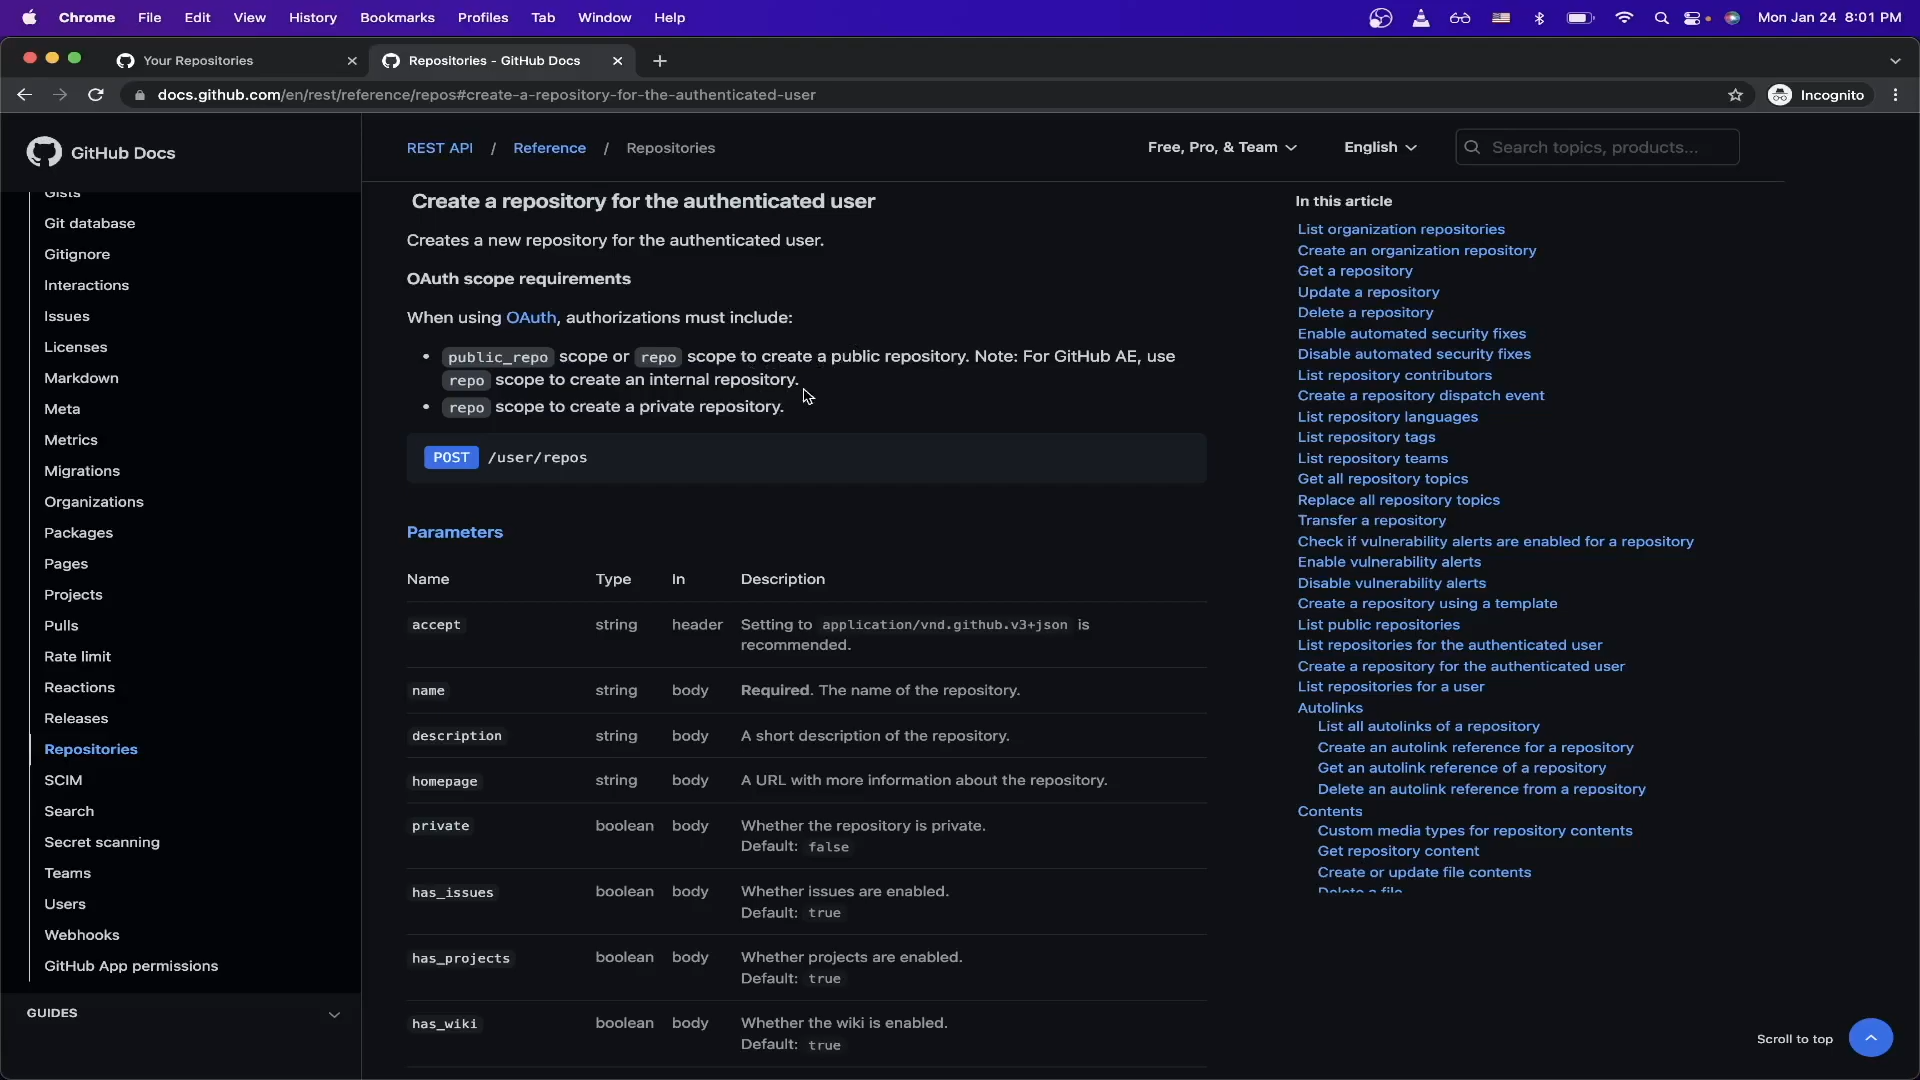 Chrome File Edit View History Bookmarks Profiles Tab Window Help Mon Jan 24 8:01 PM
Your Repositories Repositories - GitHub Docs
docs.github.com/en/rest/reference/repos#create-a-repository-for-the-authenticated-user Incognito
GitHub Docs
Gists
Git database
Gitignore
Interactions
Issues
Licenses
Markdown
Meta
Metrics
Migrations
Organizations
Packages
Pages
Projects
Pulls
Rate limit
Reactions
Releases
Repositories
SCIM
Search
Secret scanning
Teams
Users
Webhooks
GitHub App permissions
GUIDES
REST API / Reference / Repositories
Free, Pro, & Team English Search topics, products...
Create a repository for the authenticated user
Creates a new repository for the authenticated user.
OAuth scope requirements
When using OAuth, authorizations must include:
• public_repo scope or repo scope to create a public repository. Note: For GitHub AE, use
repo scope to create an internal repository.
• repo scope to create a private repository.
POST /user/repos
Parameters
Name Type In Description
accept string header Setting to application/vnd.github.v3+json is
recommended.
name string body Required. The name of the repository.
description string body A short description of the repository.
homepage string body A URL with more information about the repository.
private boolean body Whether the repository is private.
Default: false
has_issues boolean body Whether issues are enabled.
Default: true
has_projects boolean body Whether projects are enabled.
Default: true
has_wiki boolean body Whether the wiki is enabled.
Default: true
In this article
List organization repositories
Create an organization repository
Get a repository
Update a repository
Delete a repository
Enable automated security fixes
Disable automated security fixes
List repository contributors
Create a repository dispatch event
List repository languages
List repository tags
List repository teams
Get all repository topics
Replace all repository topics
Transfer a repository
Check if vulnerability alerts are enabled for a repository
Enable vulnerability alerts
Disable vulnerability alerts
Create a repository using a template
List public repositories
List repositories for the authenticated user
Create a repository for the authenticated user
List repositories for a user
Autolinks
List all autolinks of a repository
Create an autolink reference for a repository
Get an autolink reference of a repository
Delete an autolink reference from a repository
Contents
Custom media types for repository contents
Get repository content
Create or update file contents
Delete a file
Scroll to top